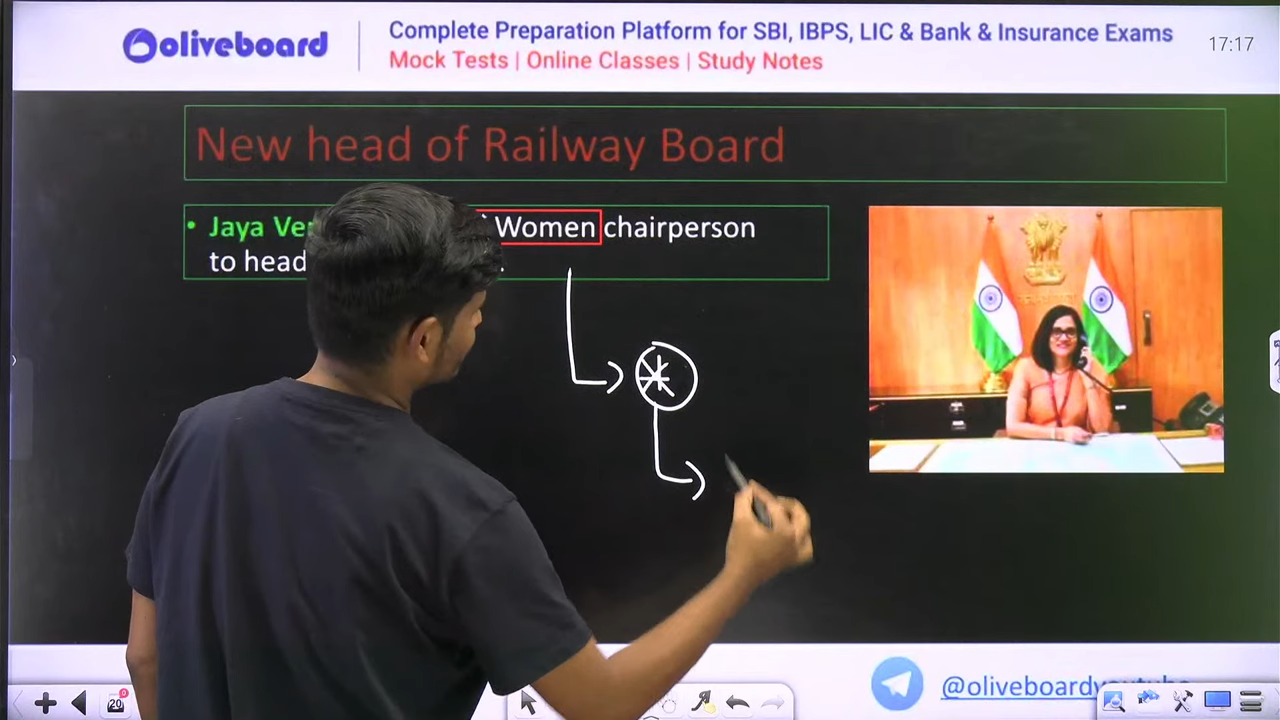 oliveboard
Complete Preparation Platform for SBI, IBPS, LIC & Bank & Insurance Exams
Mock Tests | Online Classes | Study Notes
17:17
New head of Railway Board
• Jaya Women chairperson
to head
20
@oliveboardyoutube